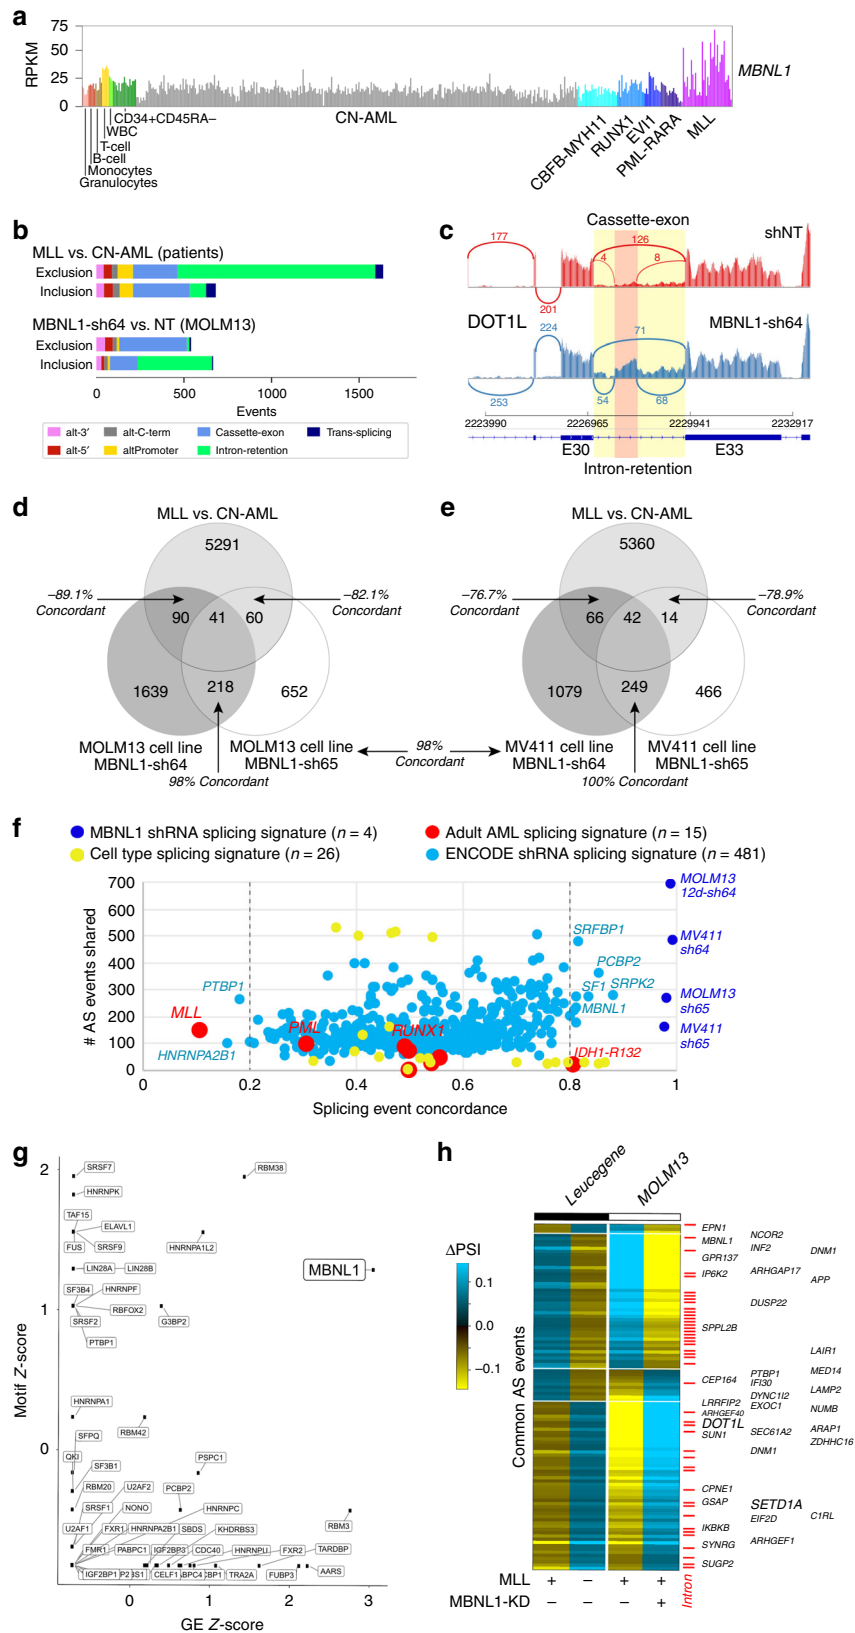 a
75
50
25
0
RPKM
MBNL1
CD34+CD45RA–
WBC
T-cell
B-cell
Monocytes
Granulocytes
CN-AML
CBFB-MYH11
RUNX1
EVI1
PML-RARA
MLL
b
MLL vs. CN-AML (patients)
Exclusion
Inclusion
MBNL1-sh64 vs. NT (MOLM13)
Exclusion
Inclusion
0 500 1000 1500
Events
alt-3′ alt-C-term Cassette-exon Trans-splicing
alt-5′ altPromoter Intron-retention
c
Cassette-exon
shNT
177
126
4 8
201
DOT1L
MBNL1-sh64
224
71
253
54 68
2223990 2226965 2229941 2232917
E30 E33
Intron-retention
d
MLL vs. CN-AML
5291
–89.1%
Concordant
–82.1%
Concordant
90 41 60
1639 218 652
MOLM13 cell line
MBNL1-sh64
MOLM13 cell line
MBNL1-sh65
98% Concordant
98%
Concordant
e
MLL vs. CN-AML
5360
–76.7%
Concordant
–78.9%
Concordant
66 42 14
1079 249 466
MV411 cell line
MBNL1-sh64
MV411 cell line
MBNL1-sh65
100% Concordant
f
MBNL1 shRNA splicing signature (n = 4)
Adult AML splicing signature (n = 15)
Cell type splicing signature (n = 26)
ENCODE shRNA splicing signature (n = 481)
# AS events shared
700
600
500
400
300
200
100
0
MOLM13
12d-sh64
MV411
sh64
MOLM13
sh65
MV411
sh65
SRFBP1
PCBP2
SF1 SRPK2
MBNL1
PTBP1
MLL
HNRNPA2B1
PML
RUNX1
IDH1-R132
0 0.2 0.4 0.6 0.8 1
Splicing event concordance
g
Motif Z-score
2
1
0
SRSF7
HNRNPK
RBM38
TAF15
ELAVL1
FUS SRSF9
HNRNPA1L2
LIN28A LIN28B
MBNL1
SF3B4 HNRNPF
RBFOX2
SRSF2
G3BP2
PTBP1
HNRNPA1
RBM42
SFPQ
QKI
SF3B1
PSPC1
RBM20 U2AF2
PCBP2
SRSF1 NONO HNRNPC
U2AF1 FXR1 HNRNPA2B1 SBDS KHDRBS3
RBM3
FMR1 PABPC1 IGF2BP3 CDC40 HNRNPLI FXR2 TARDBP
IGF2BP1 P2 3S1 CELF1 BPC4 CBP1 TRA2A FUBP3 AARS
0 1 2 3
GE Z-score
h
Leucegene
MOLM13
ΔPSI
0.1
0.0
−0.1
Common AS events
EPN1
NCOR2
MBNL1
INF2
DNM1
GPR137
IP6K2
ARHGAP17
APP
DUSP22
SPPL2B
LAIR1
MED14
CEP164
PTBP1
IFI30
LAMP2
DYNC1I2
LRRFIP2
EXOC1
NUMB
ARHGEF40
DOT1L
SUN1
SEC61A2
ARAP1
ZDHHC16
DNM1
CPNE1
GSAP
SETD1A
EIF2D
C1RL
IKBKB
SYNRG
ARHGEF1
SUGP2
MLL + – + +
MBNL1-KD – – – +
Intron